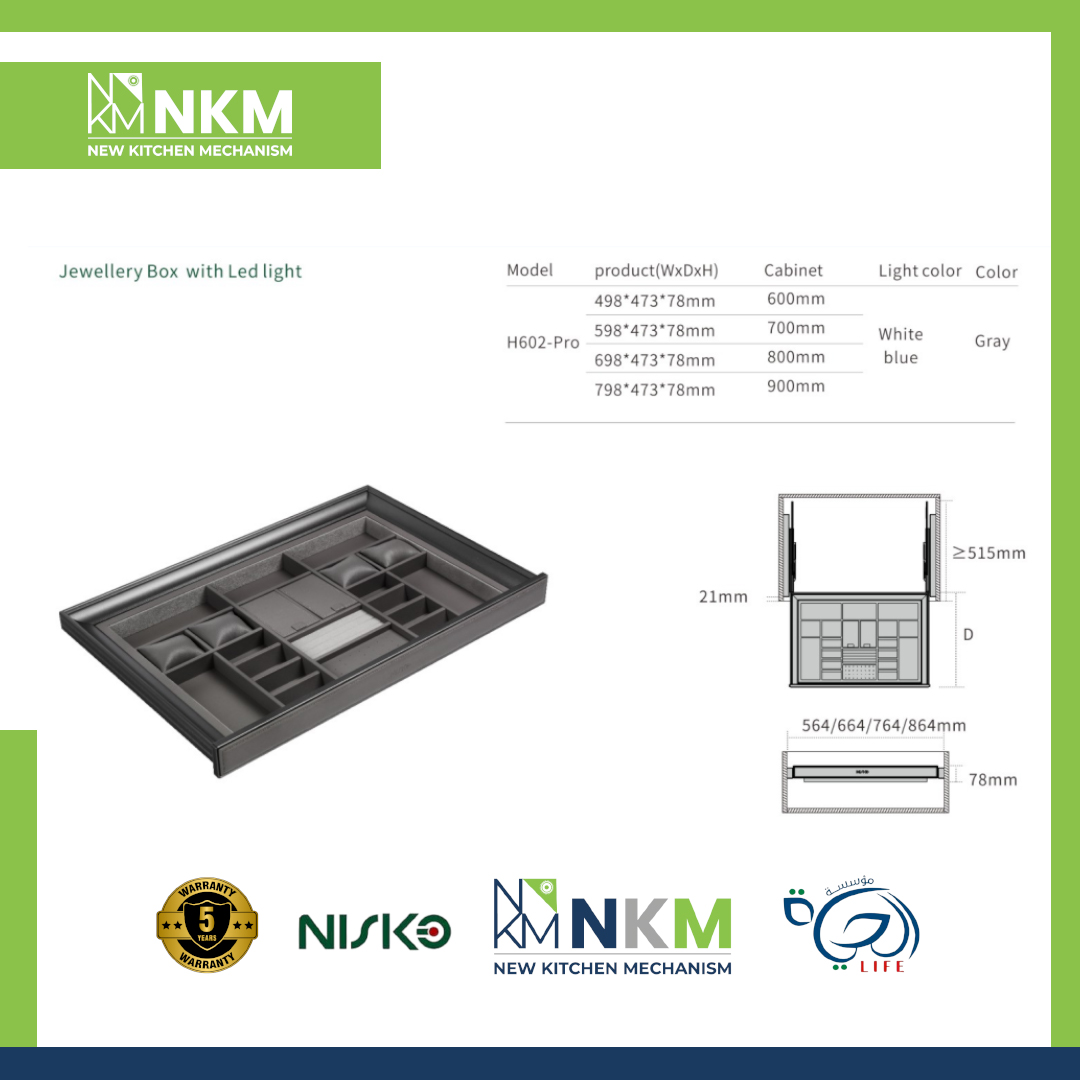 NKM
NEW KITCHEN MECHANISM
Jewellery Box with Led light
Model product(WxDxH) Cabinet Light color Color
498*473*78mm 600mm
598*473*78mm 700mm
H602-Pro White Gray
698*473*78mm 800mm
blue
798*473*78mm 900mm
≥515mm
21mm
D
564/664/764/864mm
78mm
WARRANTY
5
YEARS
WARRANTY
NISKO
NKM
NEW KITCHEN MECHANISM
مؤسسة
LIFE